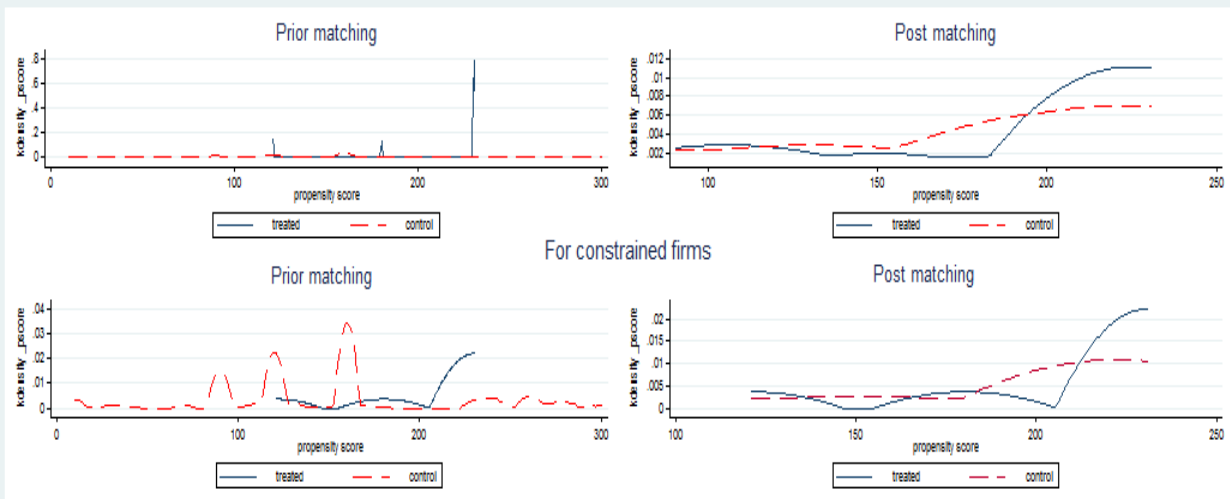 Prior matching
kdensity _pscore
.8
.6
.4
.2
0
0 100 200 300
propensity score
treated control
Post matching
kdensity _pscore
.012
.01
.008
.006
.004
.002
100 150 200 250
propensity score
treated control
For constrained firms
Prior matching
kdensity _pscore
.04
.03
.02
.01
0
0 100 200 300
propensity score
treated control
Post matching
kdensity _pscore
.02
.015
.01
.005
0
100 150 200 250
propensity score
treated control